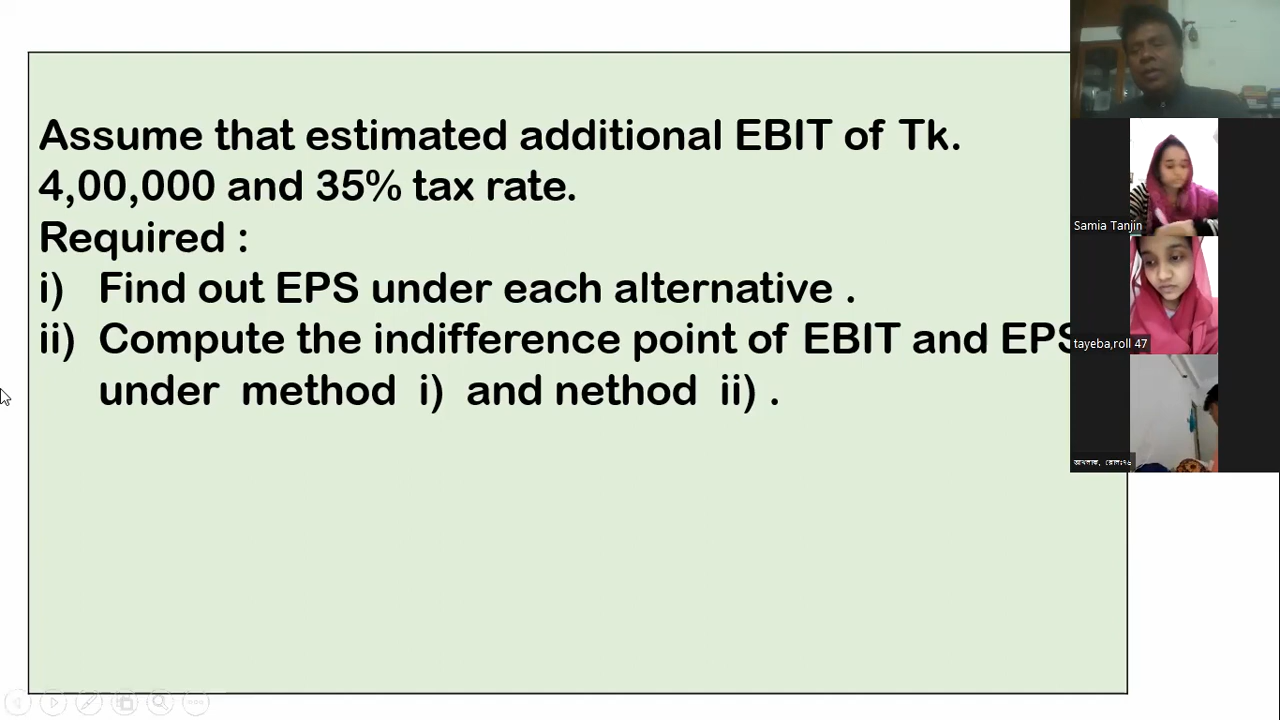 Assume that estimated additional EBIT of Tk.
4,00,000 and 35% tax rate.
Required :
i) Find out EPS under each alternative .
ii) Compute the indifference point of EBIT and EPS
under method i) and nethod ii) .
Samia Tanjin
tayeba,roll 47